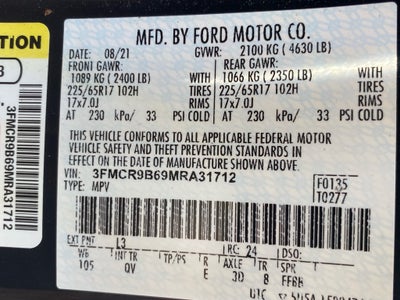 TION
3
3FMCR9B69MRA31712
MFD. BY FORD MOTOR CO.
DATE: 08/21 GVWR: 2100 KG (4630 LB)
FRONT GAWR: REAR GAWR:
1089 KG (2400 LB) 1066 KG (2350 LB)
225/65R17 102H TIRES 225/65R17 102H TIRES
17x7.0J RIMS 17x7.0J RIMS
AT 230 kPa/ 33 PSI COLD AT 230 kPa/ 33 PSI COLD
THIS VEHICLE CONFORMS TO ALL APPLICABLE FEDERAL MOTOR
VEHICLE SAFETY AND THEFT PREVENTION STANDARDS IN
EFFECT ON THE DATE OF MANUFACTURE SHOWN ABOVE.
VIN: 3FMCR9B69MRA31712
TYPE: MPV
F0135
T0277
EXT PNT: L3 RC: 24 DSO:
WB INT TR TP/PS R AXLE TR SPR
105 QV E 3D 8 FF6H
UTC